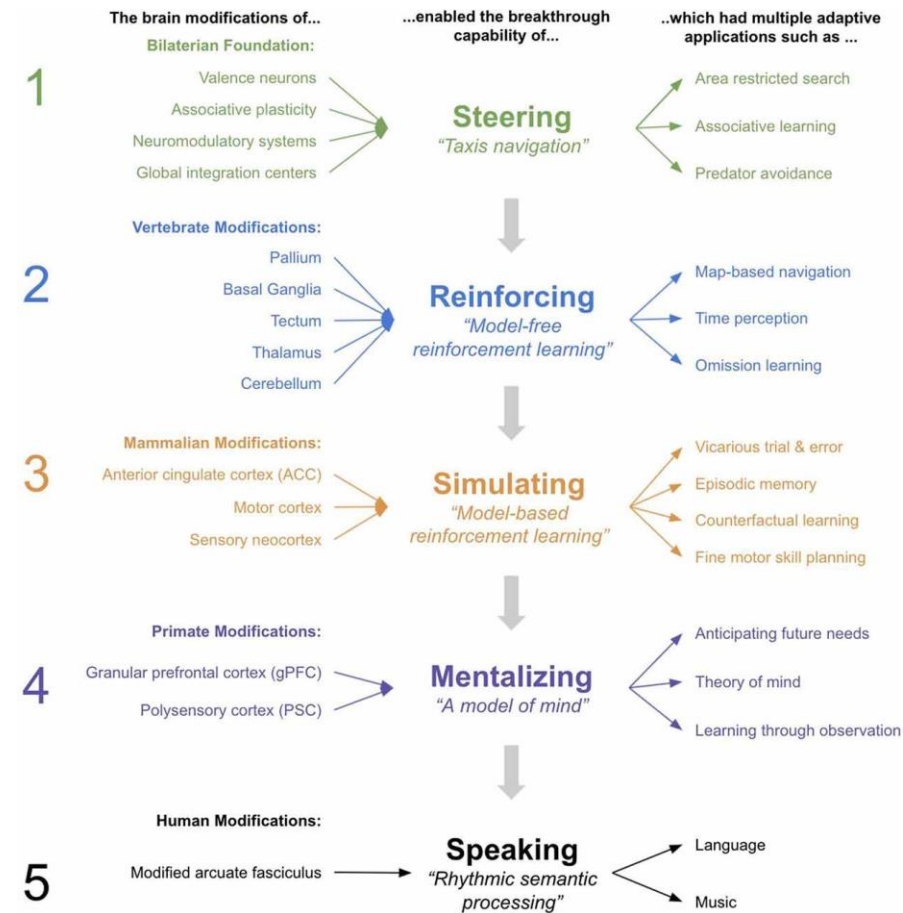 The brain modifications of...
...enabled the breakthrough
capability of...
..which had multiple adaptive
applications such as ...
1
Bilaterian Foundation:
Valence neurons
Associative plasticity
Neuromodulatory systems
Global integration centers
Steering
“Taxis navigation”
Area restricted search
Associative learning
Predator avoidance
2
Vertebrate Modifications:
Pallium
Basal Ganglia
Tectum
Thalamus
Cerebellum
Reinforcing
“Model-free
reinforcement learning”
Map-based navigation
Time perception
Omission learning
3
Mammalian Modifications:
Anterior cingulate cortex (ACC)
Motor cortex
Sensory neocortex
Simulating
“Model-based
reinforcement learning”
Vicarious trial & error
Episodic memory
Counterfactual learning
Fine motor skill planning
4
Primate Modifications:
Granular prefrontal cortex (gPFC)
Polysensory cortex (PSC)
Mentalizing
“A model of mind”
Anticipating future needs
Theory of mind
Learning through observation
5
Human Modifications:
Modified arcuate fasciculus
Speaking
“Rhythmic semantic
processing”
Language
Music